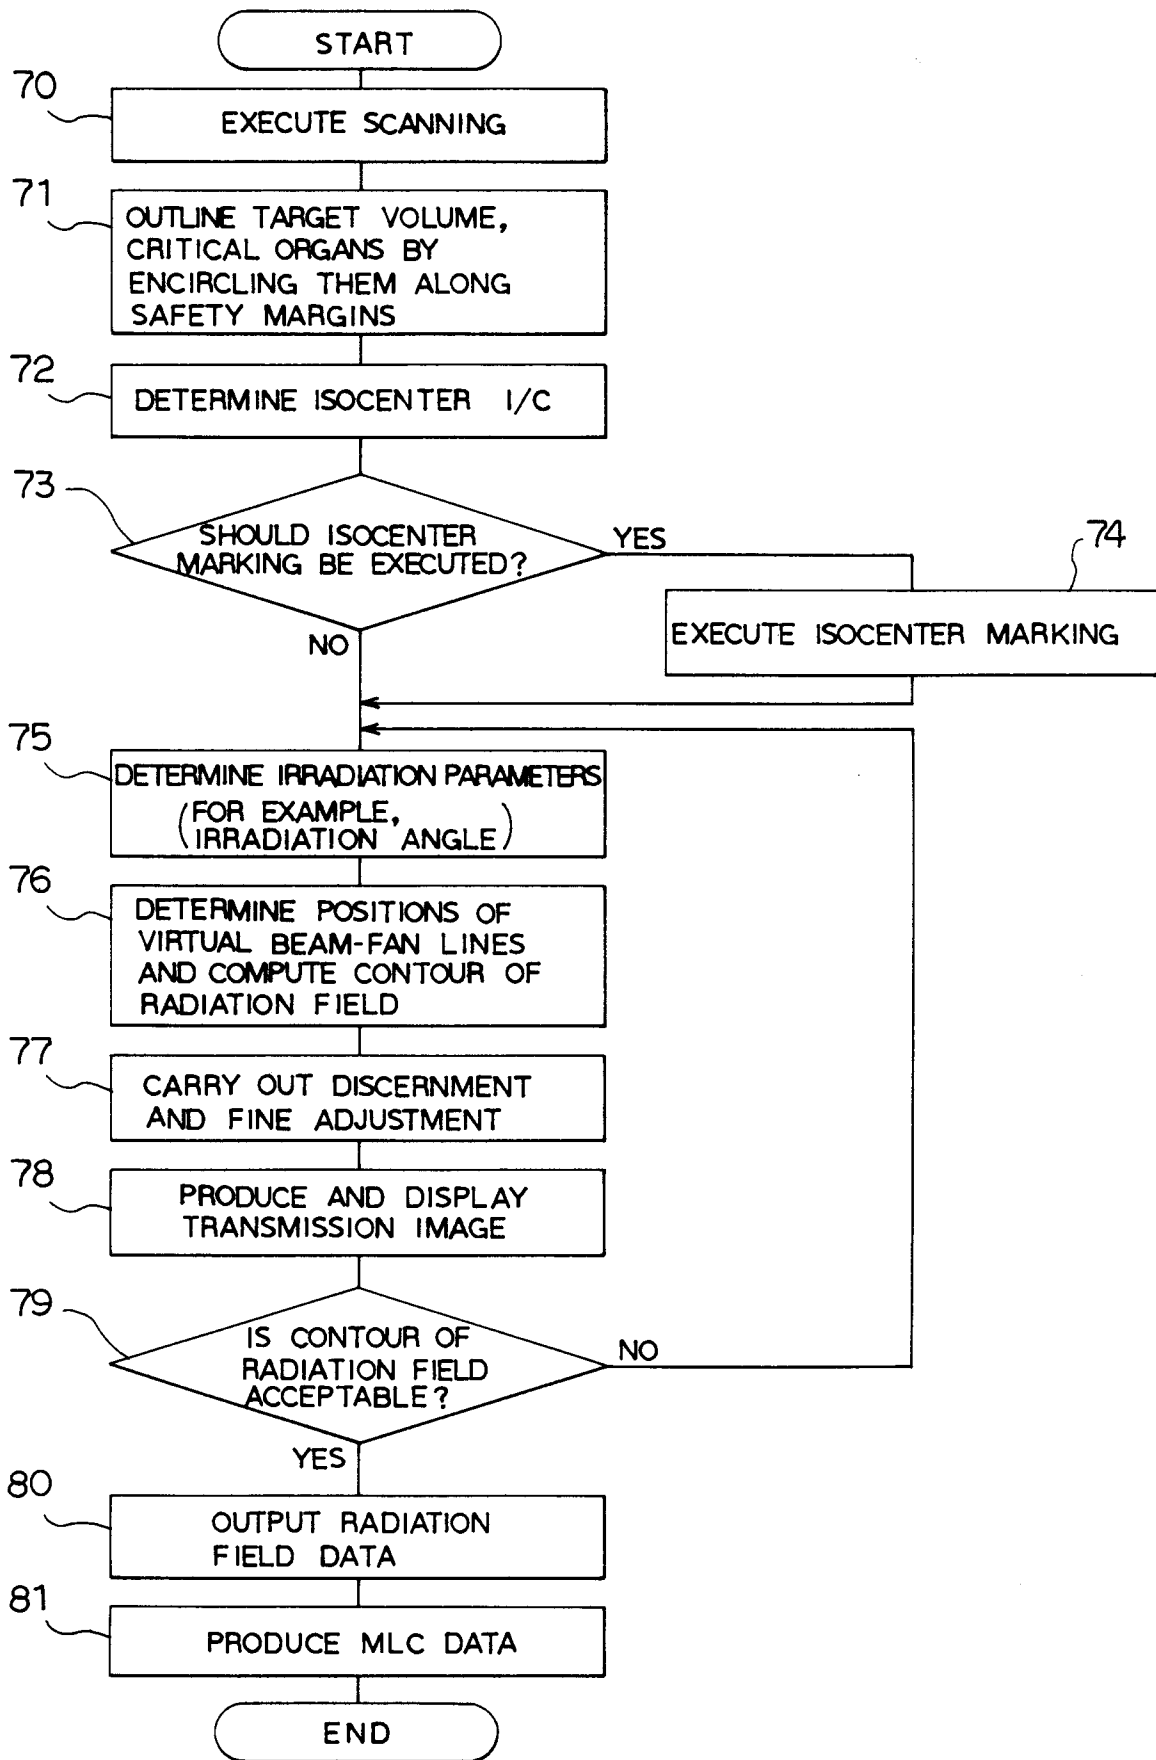 START
70
EXECUTE SCANNING
71
OUTLINE TARGET VOLUME,
CRITICAL ORGANS BY
ENCIRCLING THEM ALONG
SAFETY MARGINS
72
DETERMINE ISOCENTER I/C
73
SHOULD ISOCENTER
MARKING BE EXECUTED?
YES
74
EXECUTE ISOCENTER MARKING
NO
75
DETERMINE IRRADIATION PARAMETERS
(FOR EXAMPLE,
IRRADIATION ANGLE)
76
DETERMINE POSITIONS OF
VIRTUAL BEAM-FAN LINES
AND COMPUTE CONTOUR OF
RADIATION FIELD
77
CARRY OUT DISCERNMENT
AND FINE ADJUSTMENT
78
PRODUCE AND DISPLAY
TRANSMISSION IMAGE
79
IS CONTOUR OF
RADIATION FIELD
ACCEPTABLE?
NO
YES
80
OUTPUT RADIATION
FIELD DATA
81
PRODUCE MLC DATA
END